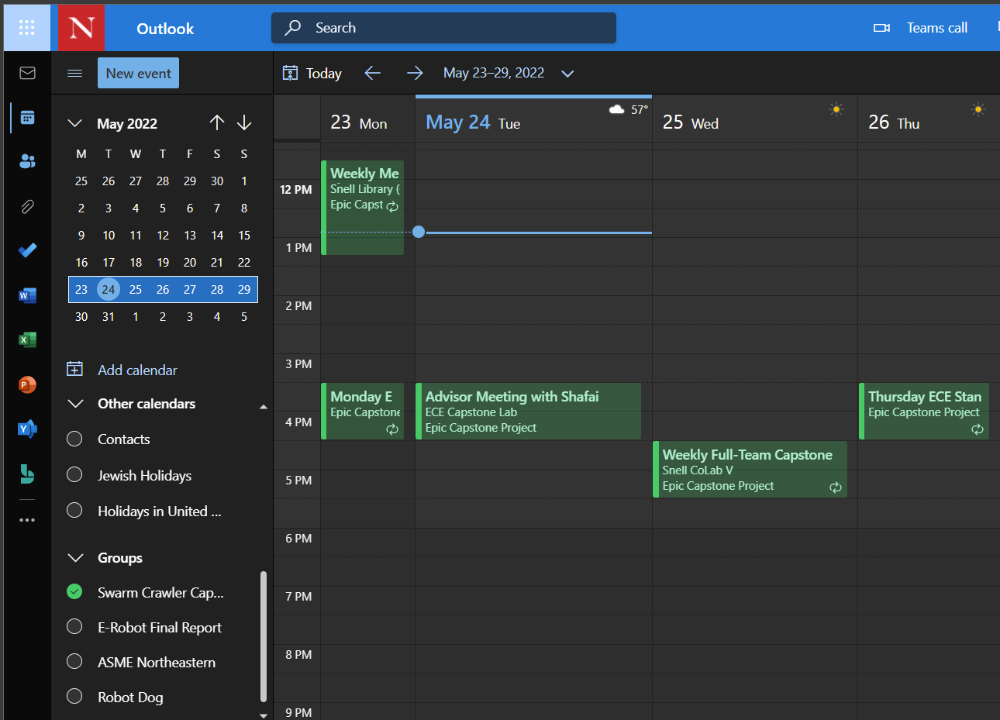 N
Outlook
Search
Teams call
New event
Today
May 23–29, 2022
May 2022
M T W T F S S
25 26 27 28 29 30 1
2 3 4 5 6 7 8
9 10 11 12 13 14 15
16 17 18 19 20 21 22
23 24 25 26 27 28 29
30 31 1 2 3 4 5
Add calendar
Other calendars
Contacts
Jewish Holidays
Holidays in United ...
Groups
Swarm Crawler Cap...
E-Robot Final Report
ASME Northeastern
Robot Dog
W
X
P
Y
23 Mon
May 24 Tue
57°
25 Wed
26 Thu
12 PM
1 PM
2 PM
3 PM
4 PM
5 PM
6 PM
7 PM
8 PM
9 PM
Weekly Me
Snell Library (
Epic Capst
Monday E
Epic Capstone
Advisor Meeting with Shafai
ECE Capstone Lab
Epic Capstone Project
Weekly Full-Team Capstone
Snell CoLab V
Epic Capstone Project
Thursday ECE Stan
Epic Capstone Project